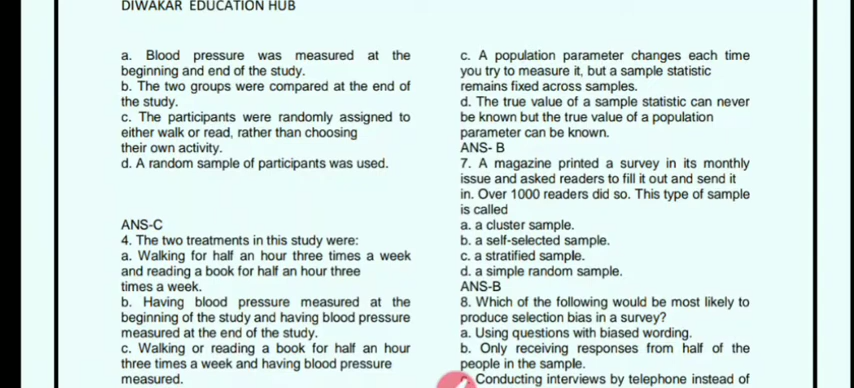 DIWAKAR EDUCATION HUB
a. Blood pressure was measured at the
beginning and end of the study.
b. The two groups were compared at the end of
the study.
c. The participants were randomly assigned to
either walk or read, rather than choosing
their own activity.
d. A random sample of participants was used.
ANS-C
4. The two treatments in this study were:
a. Walking for half an hour three times a week
and reading a book for half an hour three
times a week.
b. Having blood pressure measured at the
beginning of the study and having blood pressure
measured at the end of the study.
c. Walking or reading a book for half an hour
three times a week and having blood pressure
measured.
c. A population parameter changes each time
you try to measure it, but a sample statistic
remains fixed across samples.
d. The true value of a sample statistic can never
be known but the true value of a population
parameter can be known.
ANS- B
7. A magazine printed a survey in its monthly
issue and asked readers to fill it out and send it
in. Over 1000 readers did so. This type of sample
is called
a. a cluster sample.
b. a self-selected sample.
c. a stratified sample.
d. a simple random sample.
ANS-B
8. Which of the following would be most likely to
produce selection bias in a survey?
a. Using questions with biased wording.
b. Only receiving responses from half of the
people in the sample.
Conducting interviews by telephone instead of